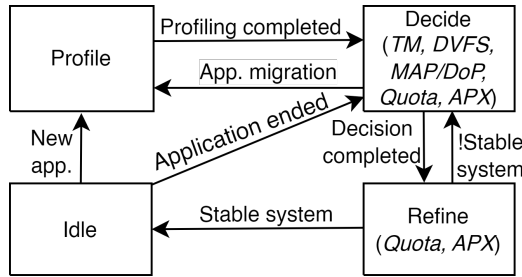 Profile
Profiling completed
Decide
(TM, DVFS,
MAP/DoP,
Quota, APX)
App. migration
New
app.
Application ended
Decision
completed
!Stable
system
Idle
Stable system
Refine
(Quota, APX)